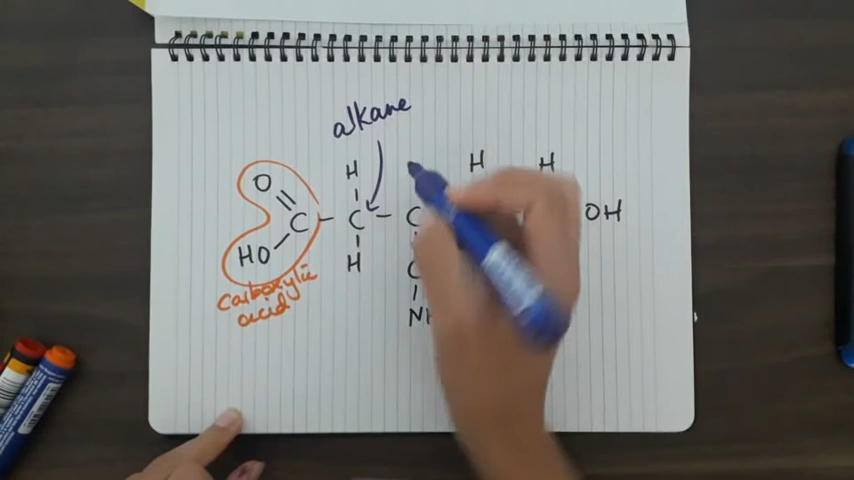 alkane
H H H
O
C - C - C OH
HO
H C
carboxylic
acid
N